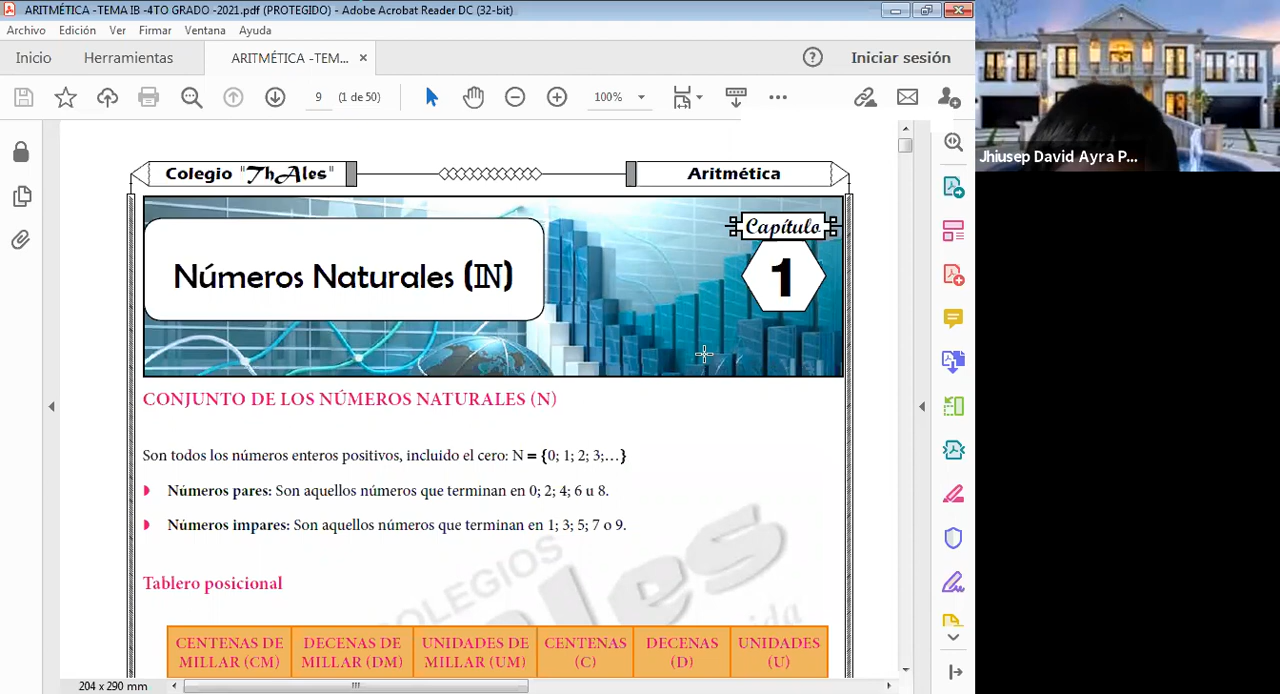 ARITMÉTICA -TEMA IB -4TO GRADO -2021.pdf (PROTEGIDO) - Adobe Acrobat Reader DC (32-bit)
Archivo Edición Ver Firmar Ventana Ayuda
Inicio Herramientas ARITMÉTICA -TEM... × Iniciar sesión
9 (1 de 50) 100%
Jhiusep David Ayra P...
Colegio "ThAles" Aritmética
Capítulo
Números Naturales (IN) 1
CONJUNTO DE LOS NÚMEROS NATURALES (N)
Son todos los números enteros positivos, incluido el cero: N = {0; 1; 2; 3;...}
Números pares: Son aquellos números que terminan en 0; 2; 4; 6 u 8.
Números impares: Son aquellos números que terminan en 1; 3; 5; 7 o 9.
COLEGIOS
Tablero posicional
CENTENAS DE DECENAS DE UNIDADES DE CENTENAS DECENAS UNIDADES
MILLAR (CM) MILLAR (DM) MILLAR (UM) (C) (D) (U)
204 x 290 mm